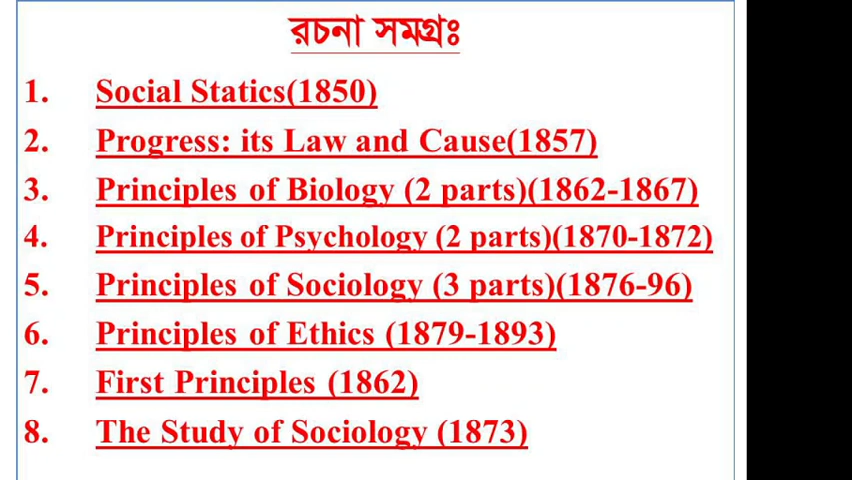 রচনা সমগ্রঃ
1. Social Statics(1850)
2. Progress: its Law and Cause(1857)
3. Principles of Biology (2 parts)(1862-1867)
4. Principles of Psychology (2 parts)(1870-1872)
5. Principles of Sociology (3 parts)(1876-96)
6. Principles of Ethics (1879-1893)
7. First Principles (1862)
8. The Study of Sociology (1873)